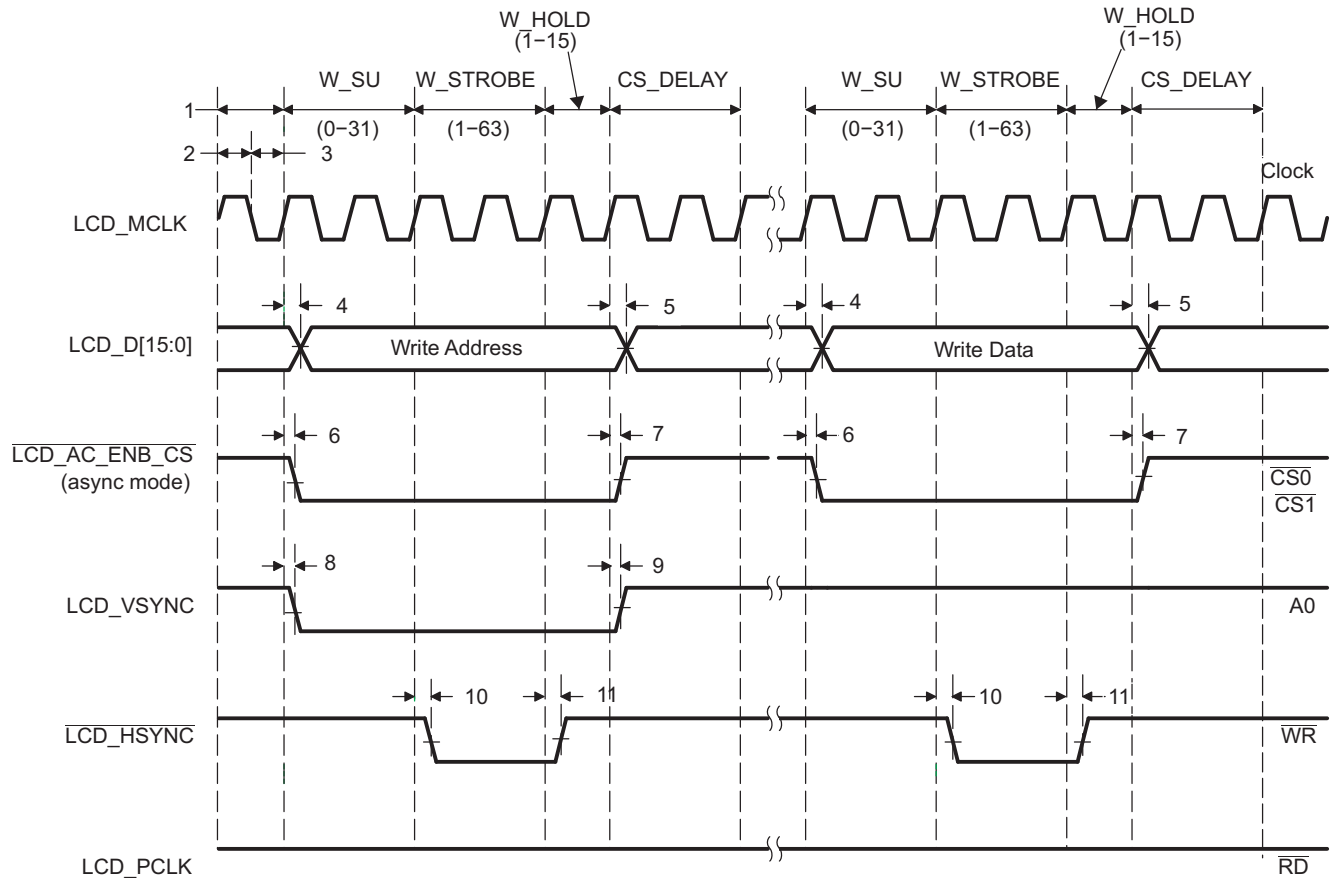 W_HOLD
(1−15)
W_HOLD
(1−15)
W_SU
W_STROBE
CS_DELAY
W_SU
W_STROBE
CS_DELAY
1
(0−31)
(1−63)
(0−31)
(1−63)
2
3
Clock
LCD_MCLK
4
5
4
5
LCD_D[15:0]
Write Address
Write Data
6
7
6
7
LCD_AC_ENB_CS
(async mode)
CS0
CS1
8
9
LCD_VSYNC
A0
10
11
10
11
LCD_HSYNC
WR
LCD_PCLK
RD